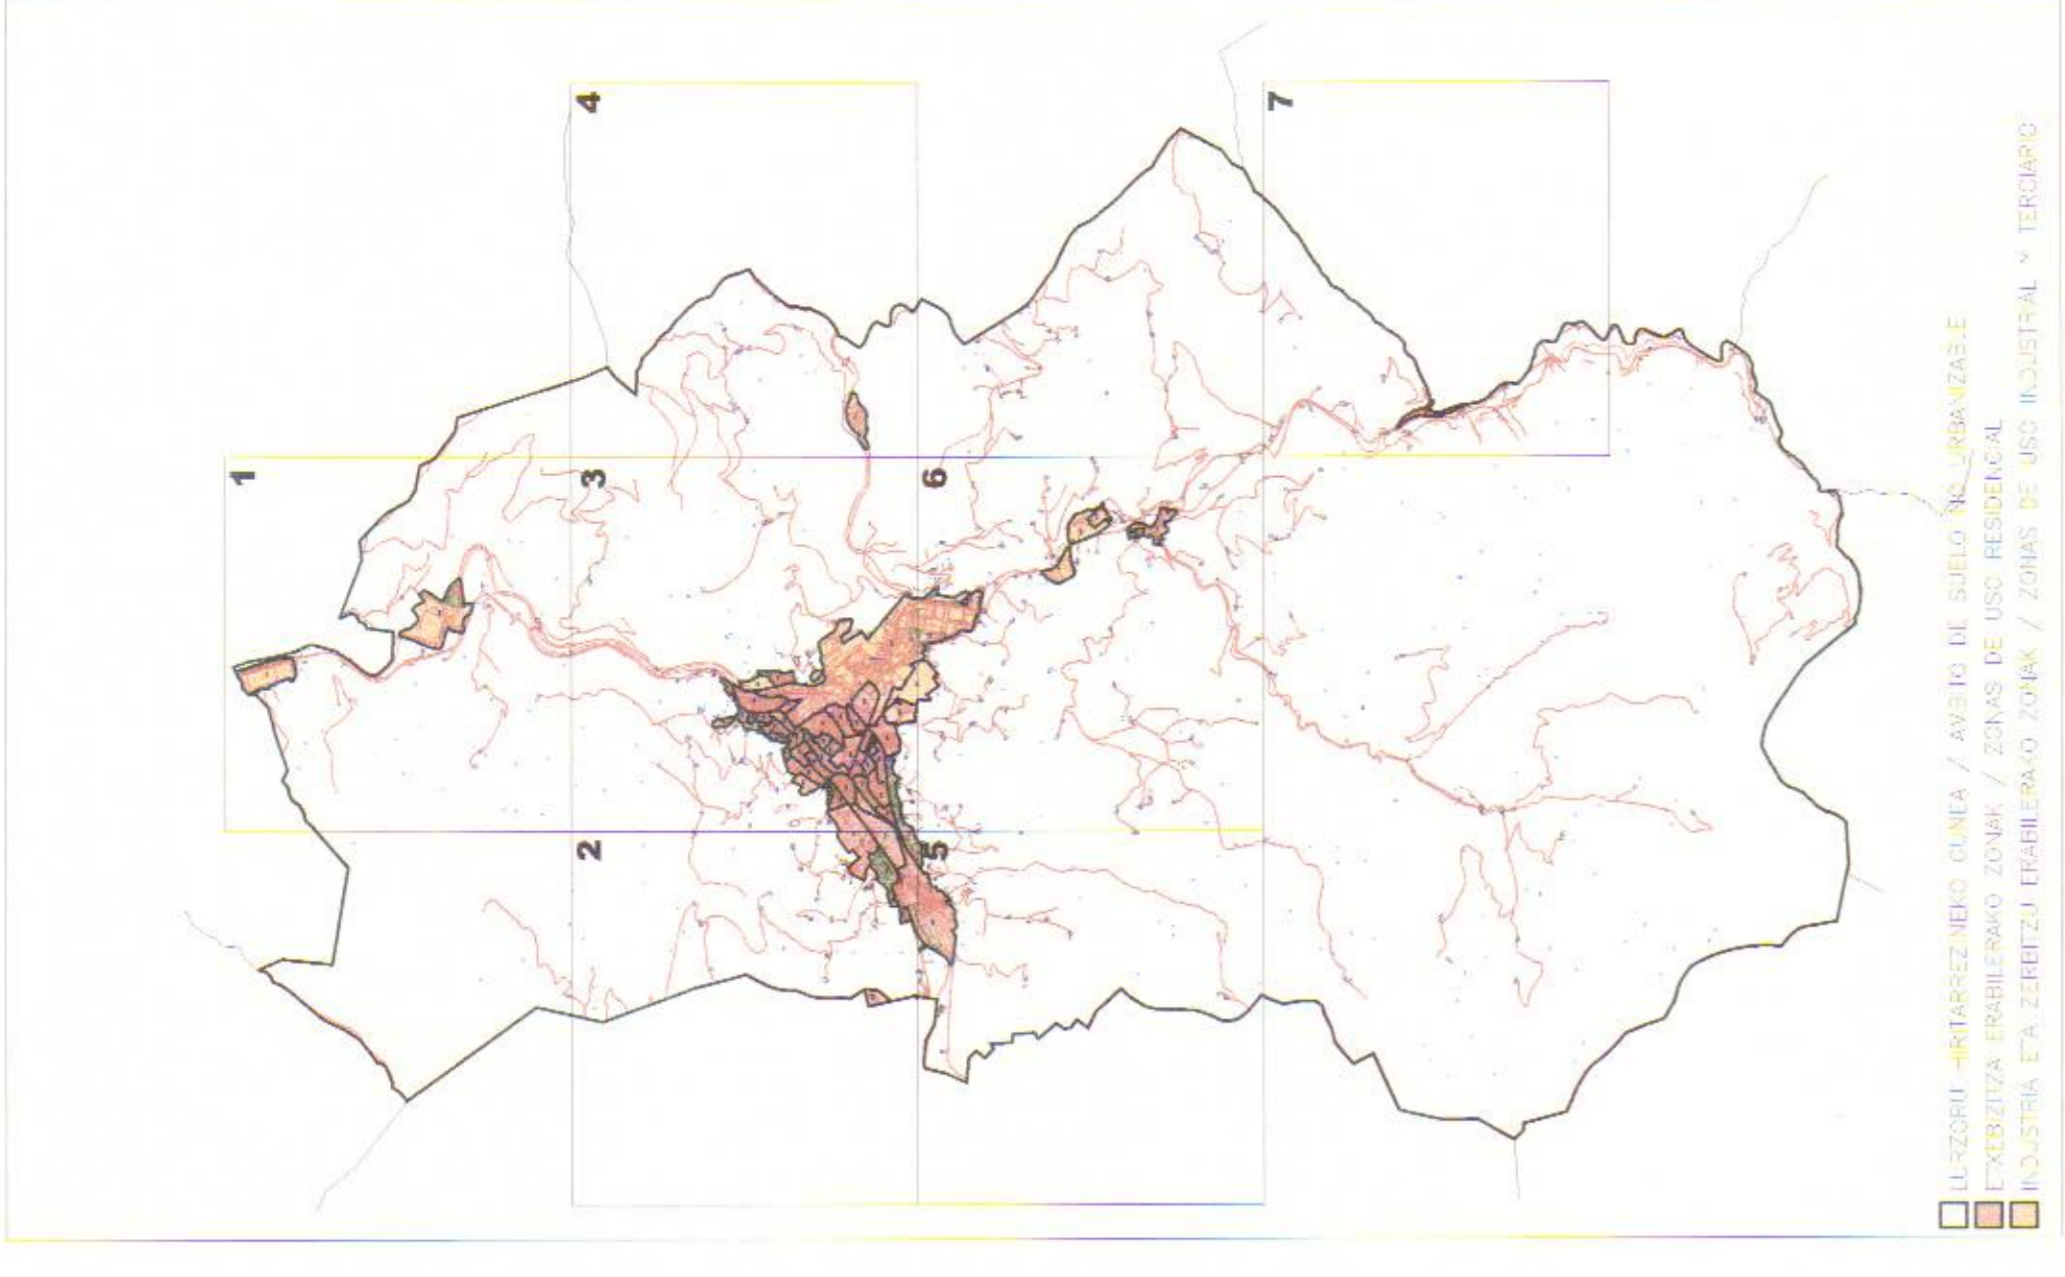 1
2 3 4
5 6
7
LURZORU HIRITARREZINEKO GUNEA / AMBITO DE SUELO NO URBANIZABLE
ETXEBIZITZA ERABILERAKO ZONAK / ZONAS DE USO RESIDENCIAL
INDUSTRIA ETA ZERBITZU ERABILERAKO ZONAK / ZONAS DE USO INDUSTRIAL Y TERCIARIO